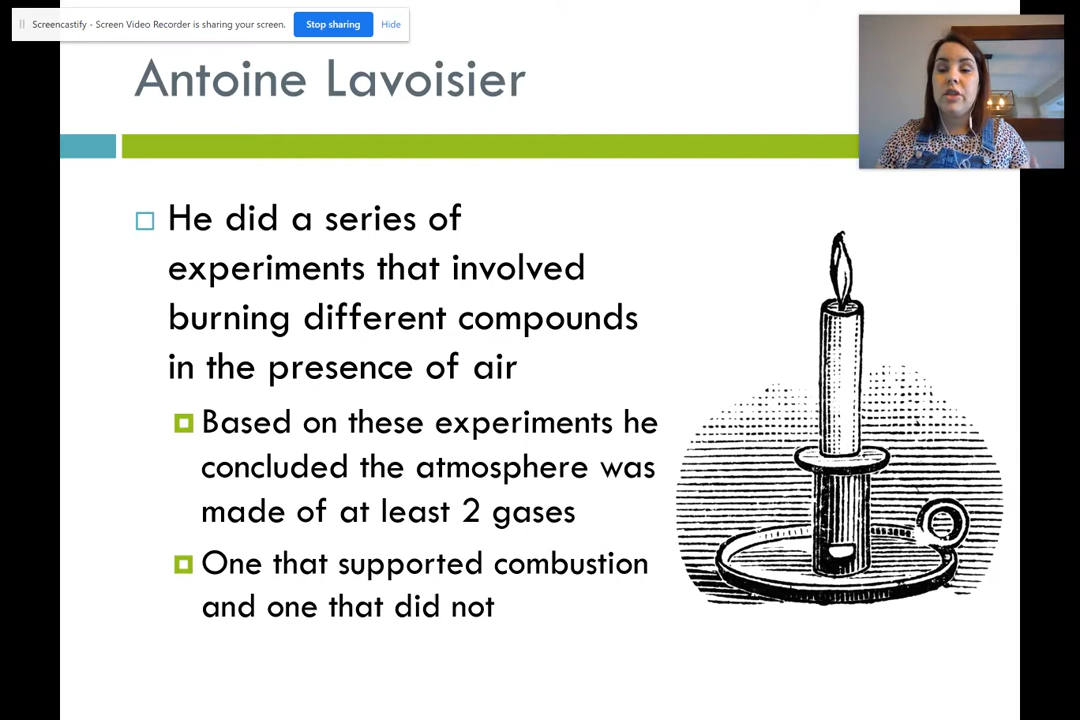 Screencastify - Screen Video Recorder is sharing your screen. Stop sharing Hide
Antoine Lavoisier
He did a series of
experiments that involved
burning different compounds
in the presence of air
Based on these experiments he
concluded the atmosphere was
made of at least 2 gases
One that supported combustion
and one that did not